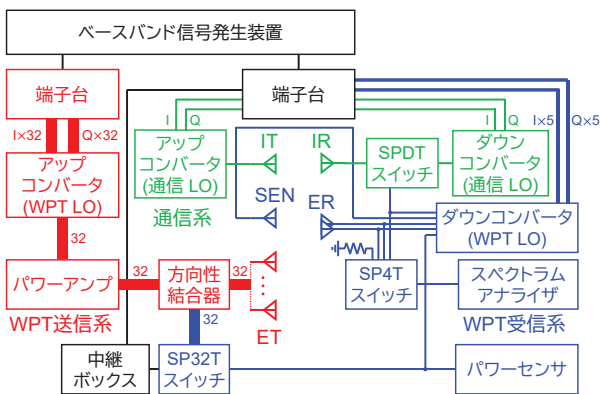 ベースバンド信号発生装置
端子台
端子台
I×32
Q×32
I
Q
I
Q
I×5
Q×5
アップ
コンバータ
(WPT LO)
アップ
コンバータ
(通信 LO)
通信系
IT
IR
SEN
ER
SPDT
スイッチ
ダウン
コンバータ
(通信 LO)
ダウンコンバータ
(WPT LO)
32
パワーアンプ
32
方向性
結合器
32
ET
WPT送信系
SP4T
スイッチ
スペクトラム
アナライザ
WPT受信系
32
中継
ボックス
SP32T
スイッチ
パワーセンサ